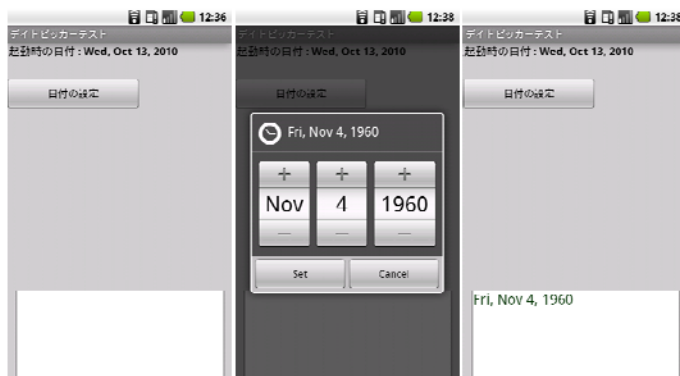 12:36
デイトピッカーテスト
起動時の日付 : Wed, Oct 13, 2010
日付の設定
12:38
デイトピッカーテスト
起動時の日付 : Wed, Oct 13, 2010
日付の設定
Fri, Nov 4, 1960
Nov 4 1960
Set Cancel
12:38
デイトピッカーテスト
起動時の日付 : Wed, Oct 13, 2010
日付の設定
Fri, Nov 4, 1960